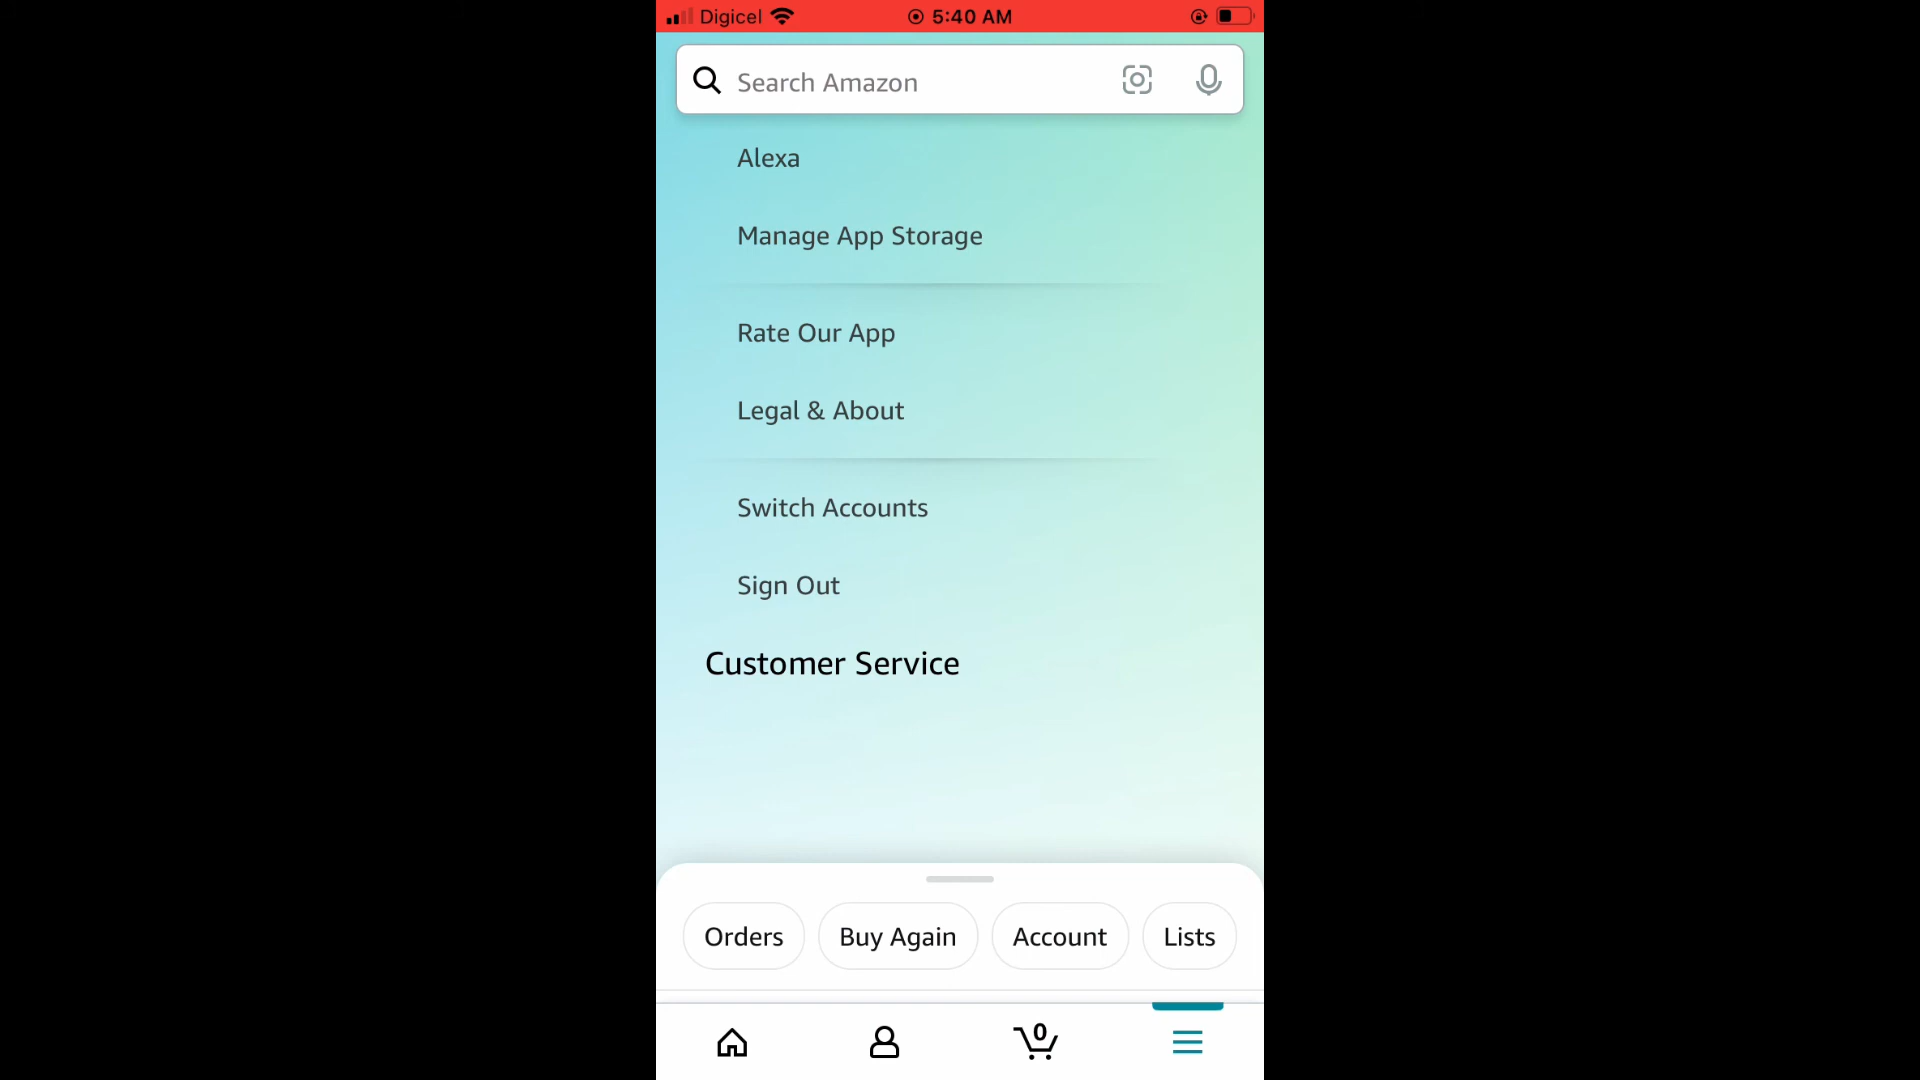 Digicel 5:40 AM
Search Amazon
Alexa
Manage App Storage
Rate Our App
Legal & About
Switch Accounts
Sign Out
Customer Service
Orders Buy Again Account Lists
0